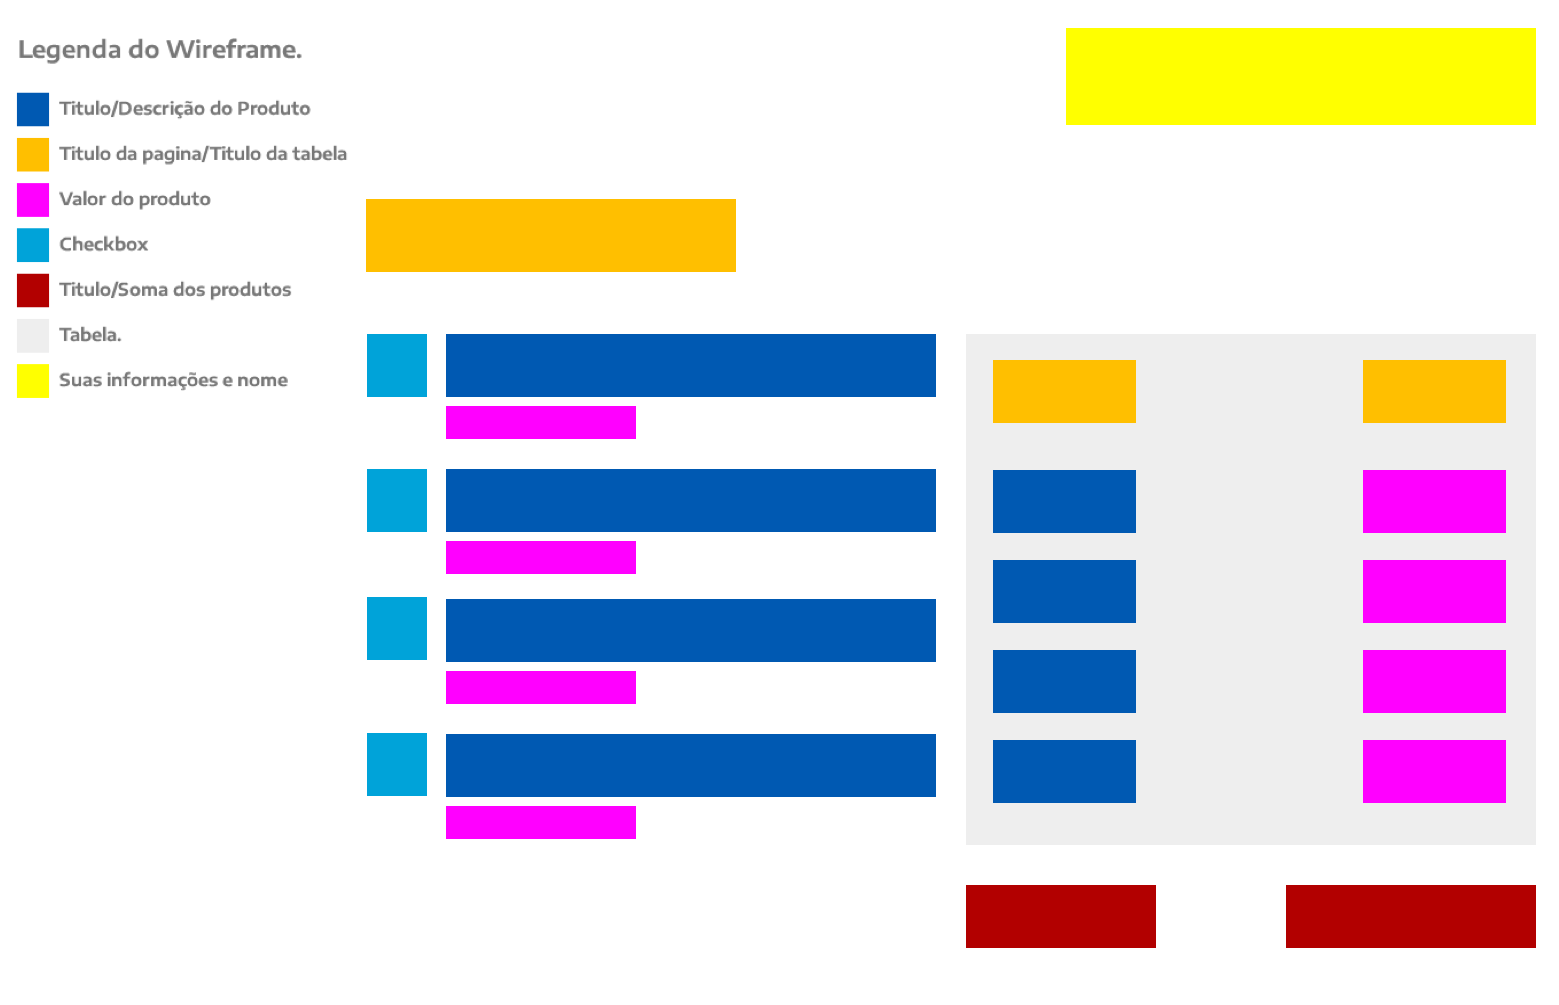 Legenda do Wireframe.
Titulo/Descrição do Produto
Titulo da pagina/Titulo da tabela
Valor do produto
Checkbox
Titulo/Soma dos produtos
Tabela.
Suas informações e nome